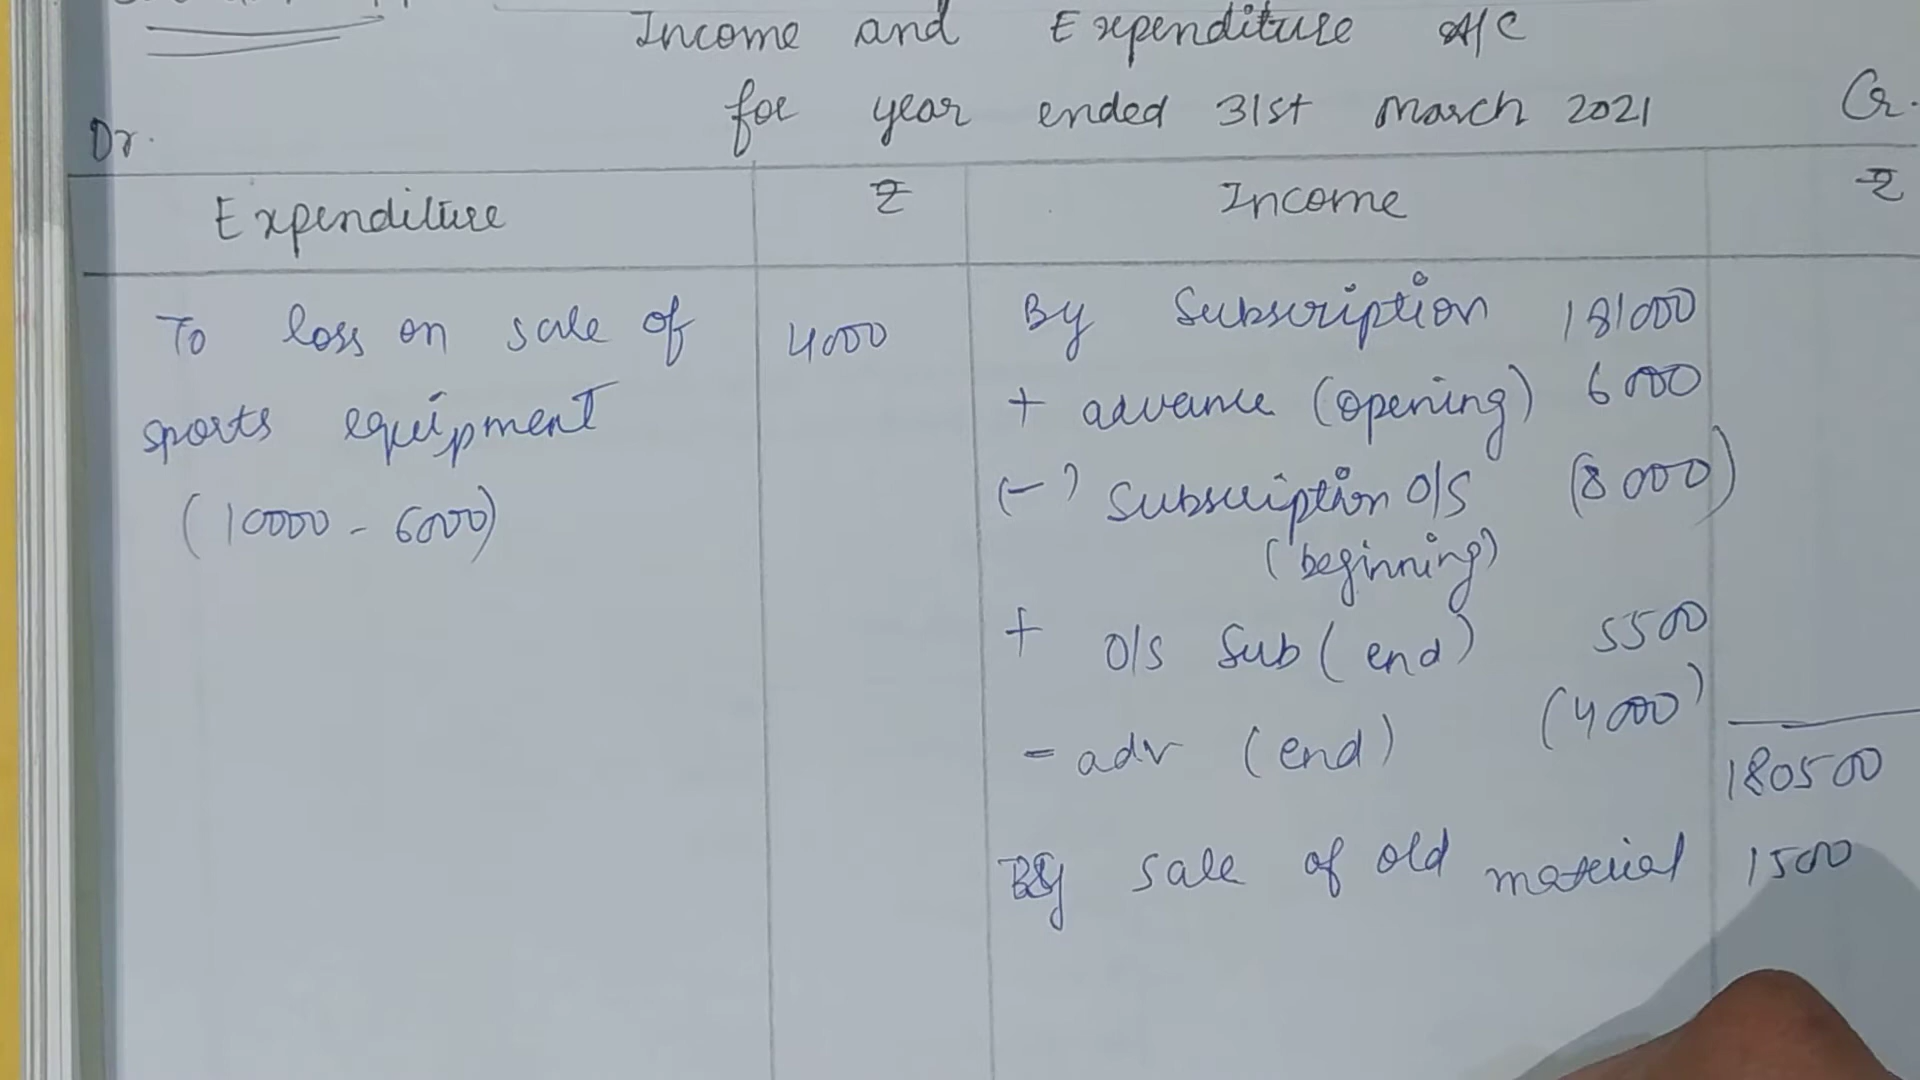 Income and Expenditure A/C
for year ended 31st March 2021
Dr. Cr.
Expenditure ₹ Income ₹
To loss on sale of 4000 By Subscription 181000
sports equipment + advance (opening) 6000
(10000 - 6000) (-) Subscription O/S (8000)
(beginning)
+ O/S Sub (end) 5500
- adv (end) (4000)
180500
By sale of old material 1500